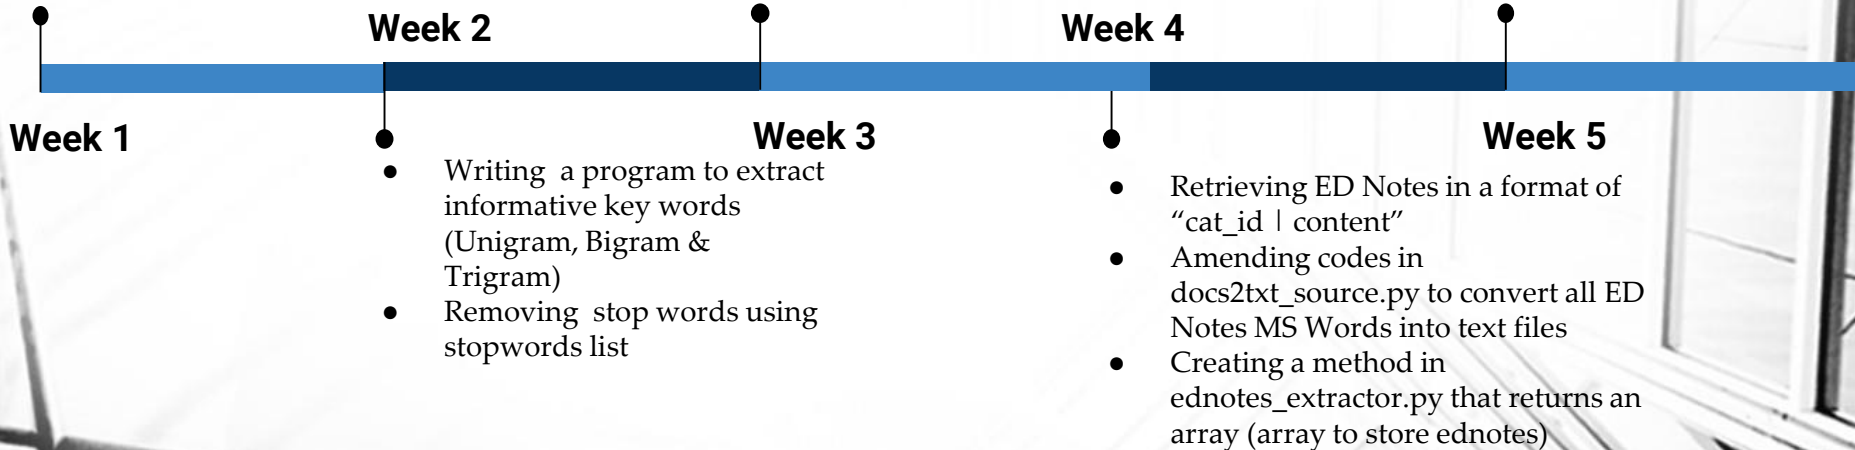 Week 2
Week 4
Week 1
Week 3
Week 5
● Writing  a program to extract
informative key words
(Unigram, Bigram &
Trigram)
● Removing  stop words using
stopwords list
● Retrieving ED Notes in a format of
“cat_id | content”
● Amending codes in
docs2txt_source.py to convert all ED
Notes MS Words into text files
● Creating a method in
ednotes_extractor.py that returns an
array (array to store ednotes)